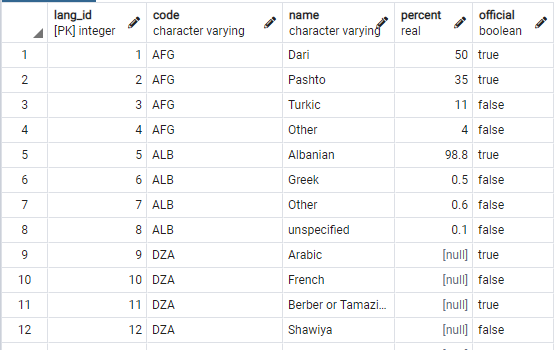 lang_id code name percent official
[PK] integer character varying character varying real boolean
1 1 AFG Dari 50 true
2 2 AFG Pashto 35 true
3 3 AFG Turkic 11 false
4 4 AFG Other 4 false
5 5 ALB Albanian 98.8 true
6 6 ALB Greek 0.5 false
7 7 ALB Other 0.6 false
8 8 ALB unspecified 0.1 false
9 9 DZA Arabic [null] true
10 10 DZA French [null] false
11 11 DZA Berber or Tamazi... [null] true
12 12 DZA Shawiya [null] false